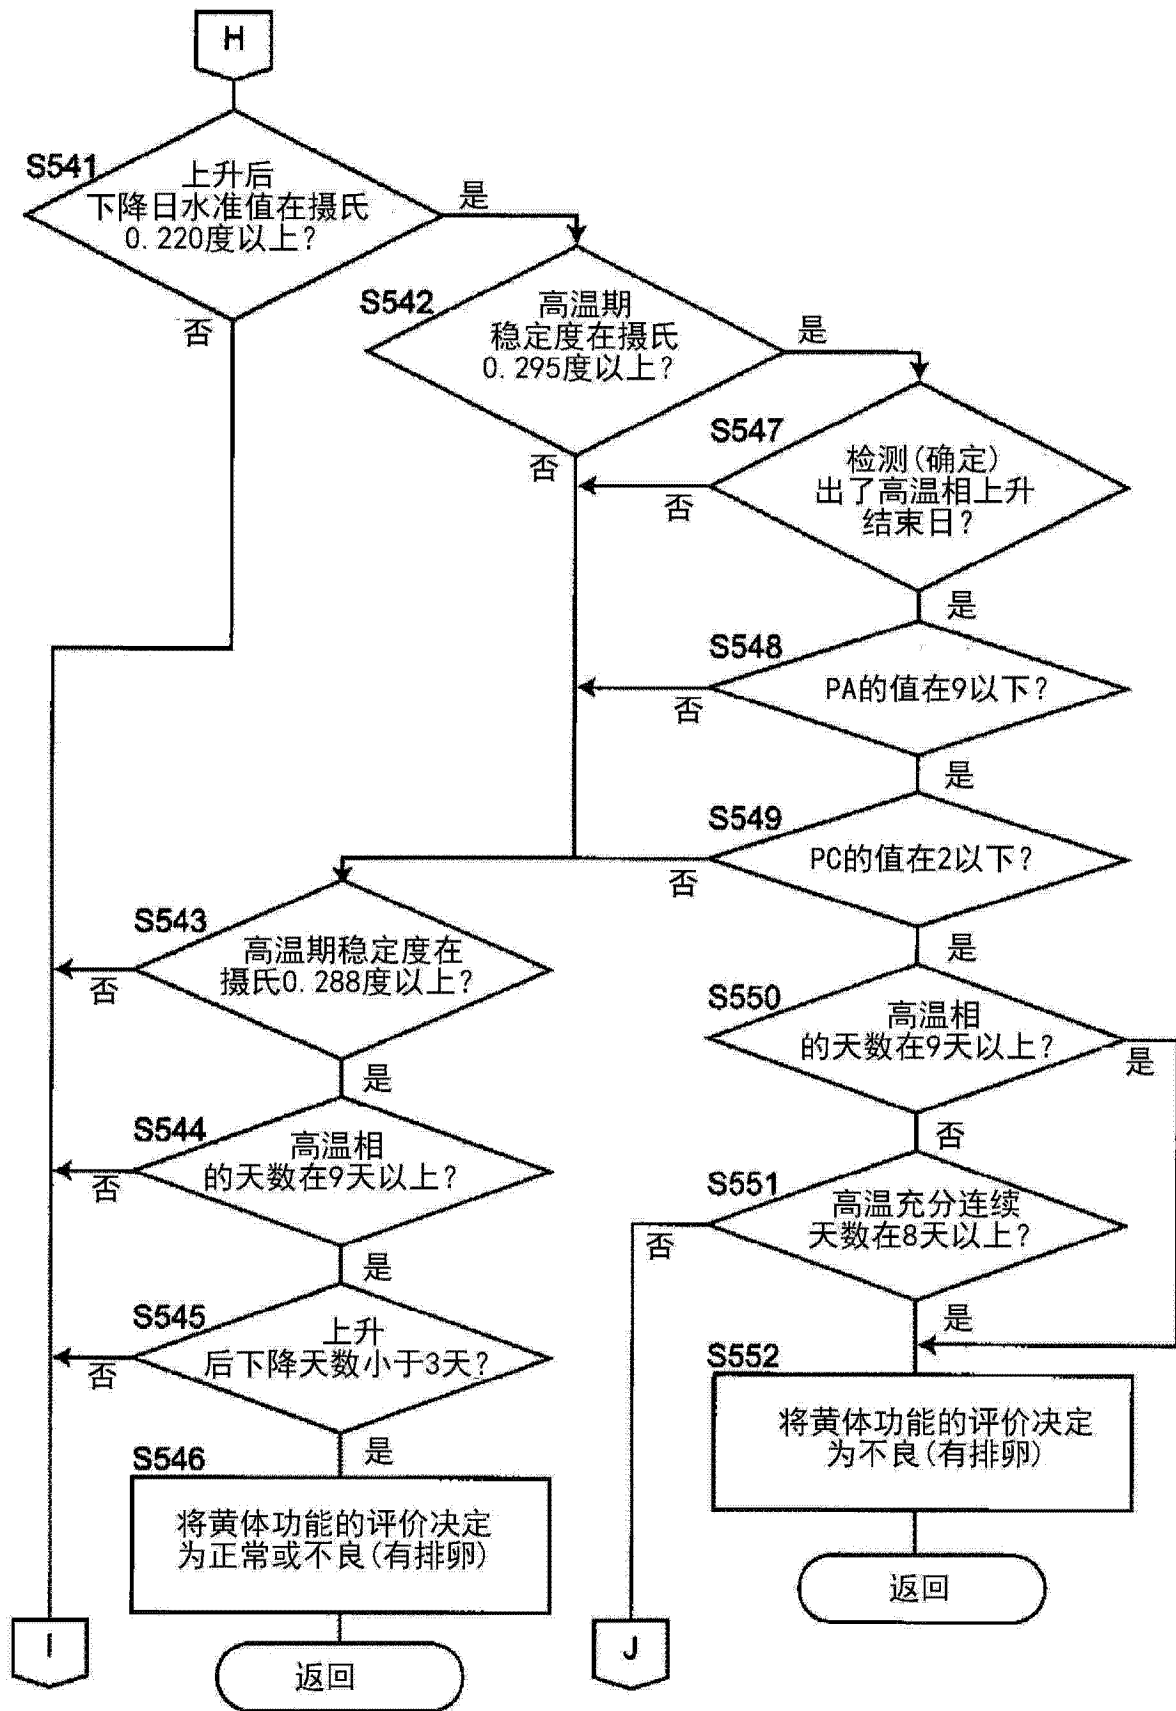 H
S541
上升后
下降日水准值在摄氏
0.220度以上?
是
否
S542
高温期
稳定度在摄氏
0.295度以上?
是
否
S547
检测(确定)
出了高温相上升
结束日?
否
是
S548
PA的值在9以下?
否
是
S549
PC的值在2以下?
否
是
S543
高温期稳定度在
摄氏0.288度以上?
否
是
S550
高温相
的天数在9天以上?
是
否
S544
高温相
的天数在9天以上?
否
是
S551
高温充分连续
天数在8天以上?
否
是
S545
上升
后下降天数小于3天?
否
是
S552
将黄体功能的评价决定
为不良(有排卵)
返回
S546
将黄体功能的评价决定
为正常或不良(有排卵)
返回
I
J